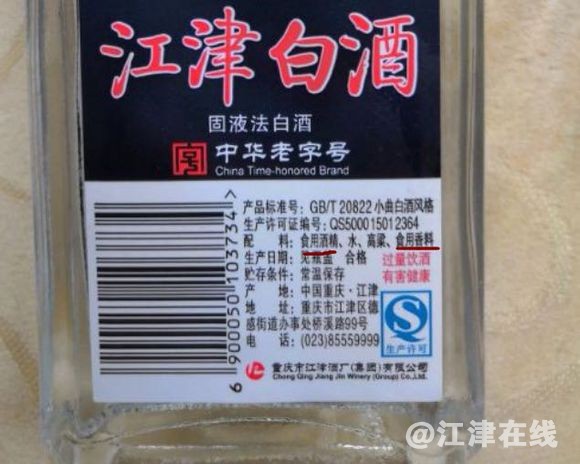 江津白酒
固液法白酒
中华老字号
China Time-honored Brand
产品标准号: GB/T 20822 小曲白酒风格
生产许可证编号: QS500015012364
配 料: 食用酒精、水、高粱、食用香料
生产日期: 见瓶盖 合格
贮存条件: 常温保存
产 地: 中国重庆·江津
地 址: 重庆市江津区德
感街道办事处桥溪路99号
电 话: (023)85559999
过量饮酒
有害健康
QS
生产许可
重庆市江津酒厂(集团)有限公司
Chong Qing Jiang Jin Winery (Group) Co.,Ltd.
6 900050 103734 >
@江津在线